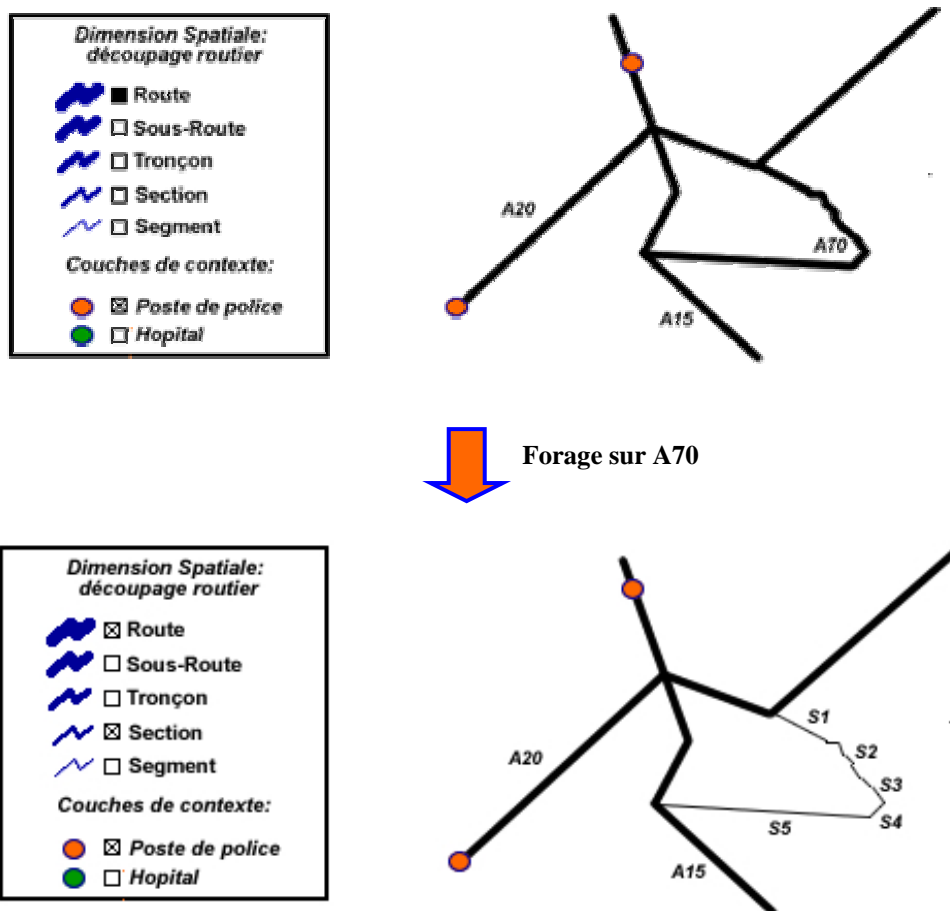 Dimension Spatiale:
découpage routier
Route
Sous-Route
Tronçon
Section
Segment
Couches de contexte:
Poste de police
Hopital
A20
A70
A15
Forage sur A70
Dimension Spatiale:
découpage routier
Route
Sous-Route
Tronçon
Section
Segment
Couches de contexte:
Poste de police
Hopital
S1
S2
A20
S3
S4
S5
A15